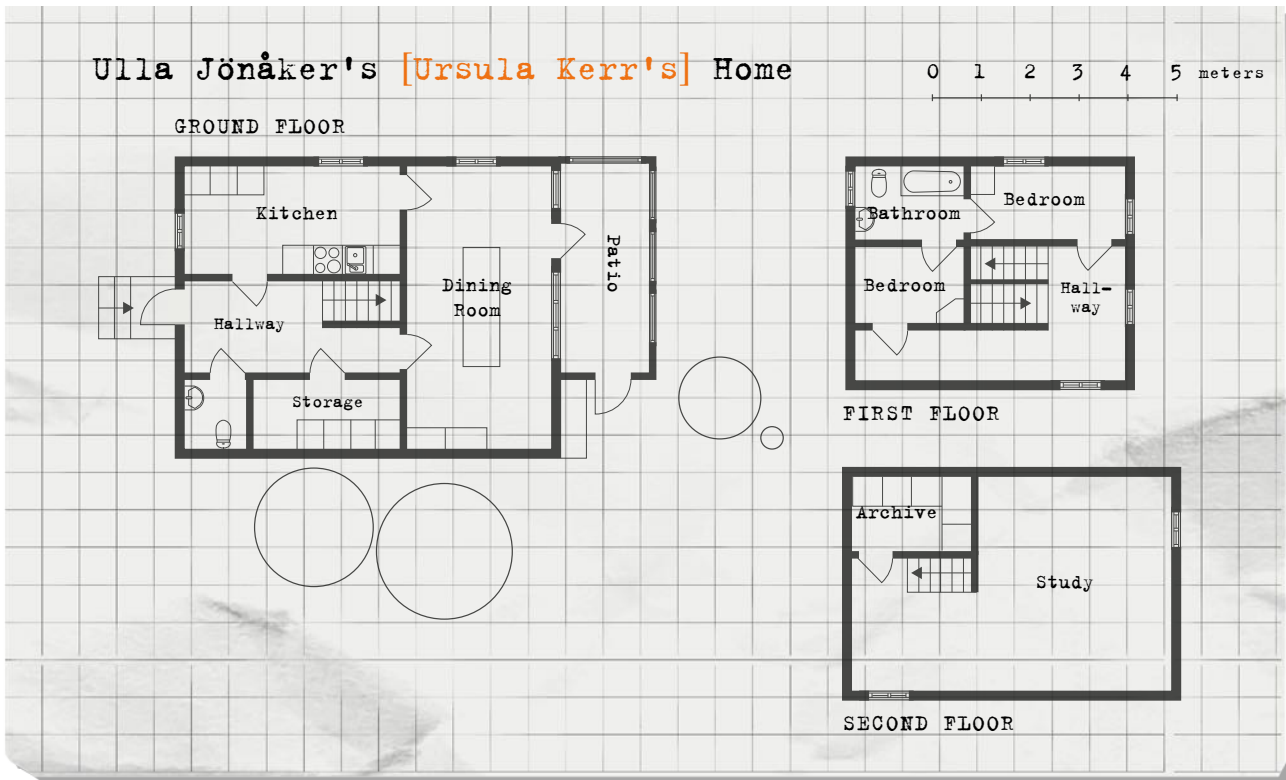 Ulla Jönåker's [Ursula Kerr's] Home
0 1 2 3 4 5 meters
GROUND FLOOR
Kitchen
Patio
Dining
Room
Hallway
Storage
Bathroom
Bedroom
Bedroom
Hall-
way
FIRST FLOOR
Archive
Study
SECOND FLOOR